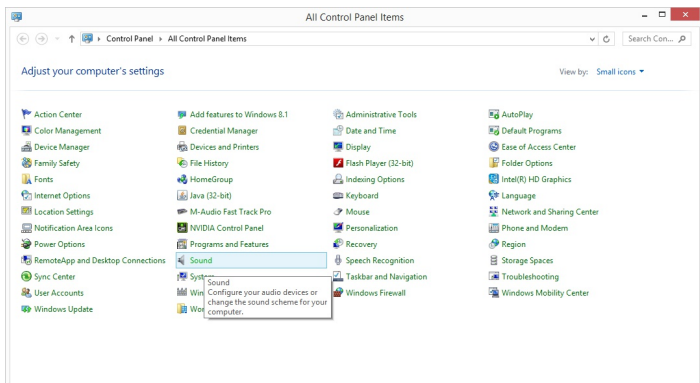 All Control Panel Items
Control Panel All Control Panel Items
Search Con...
Adjust your computer's settings
View by: Small icons
Action Center
Add features to Windows 8.1
Administrative Tools
AutoPlay
Color Management
Credential Manager
Date and Time
Default Programs
Device Manager
Devices and Printers
Display
Ease of Access Center
Family Safety
File History
Flash Player (32-bit)
Folder Options
Fonts
HomeGroup
Indexing Options
Intel(R) HD Graphics
Internet Options
Java (32-bit)
Keyboard
Language
Location Settings
M-Audio Fast Track Pro
Mouse
Network and Sharing Center
Notification Area Icons
NVIDIA Control Panel
Personalization
Phone and Modem
Power Options
Programs and Features
Recovery
Region
RemoteApp and Desktop Connections
Sound
Speech Recognition
Storage Spaces
Sync Center
Taskbar and Navigation
Troubleshooting
User Accounts
Windows Firewall
Windows Mobility Center
Windows Update
Sound
Configure your audio devices or
change the sound scheme for your
computer.